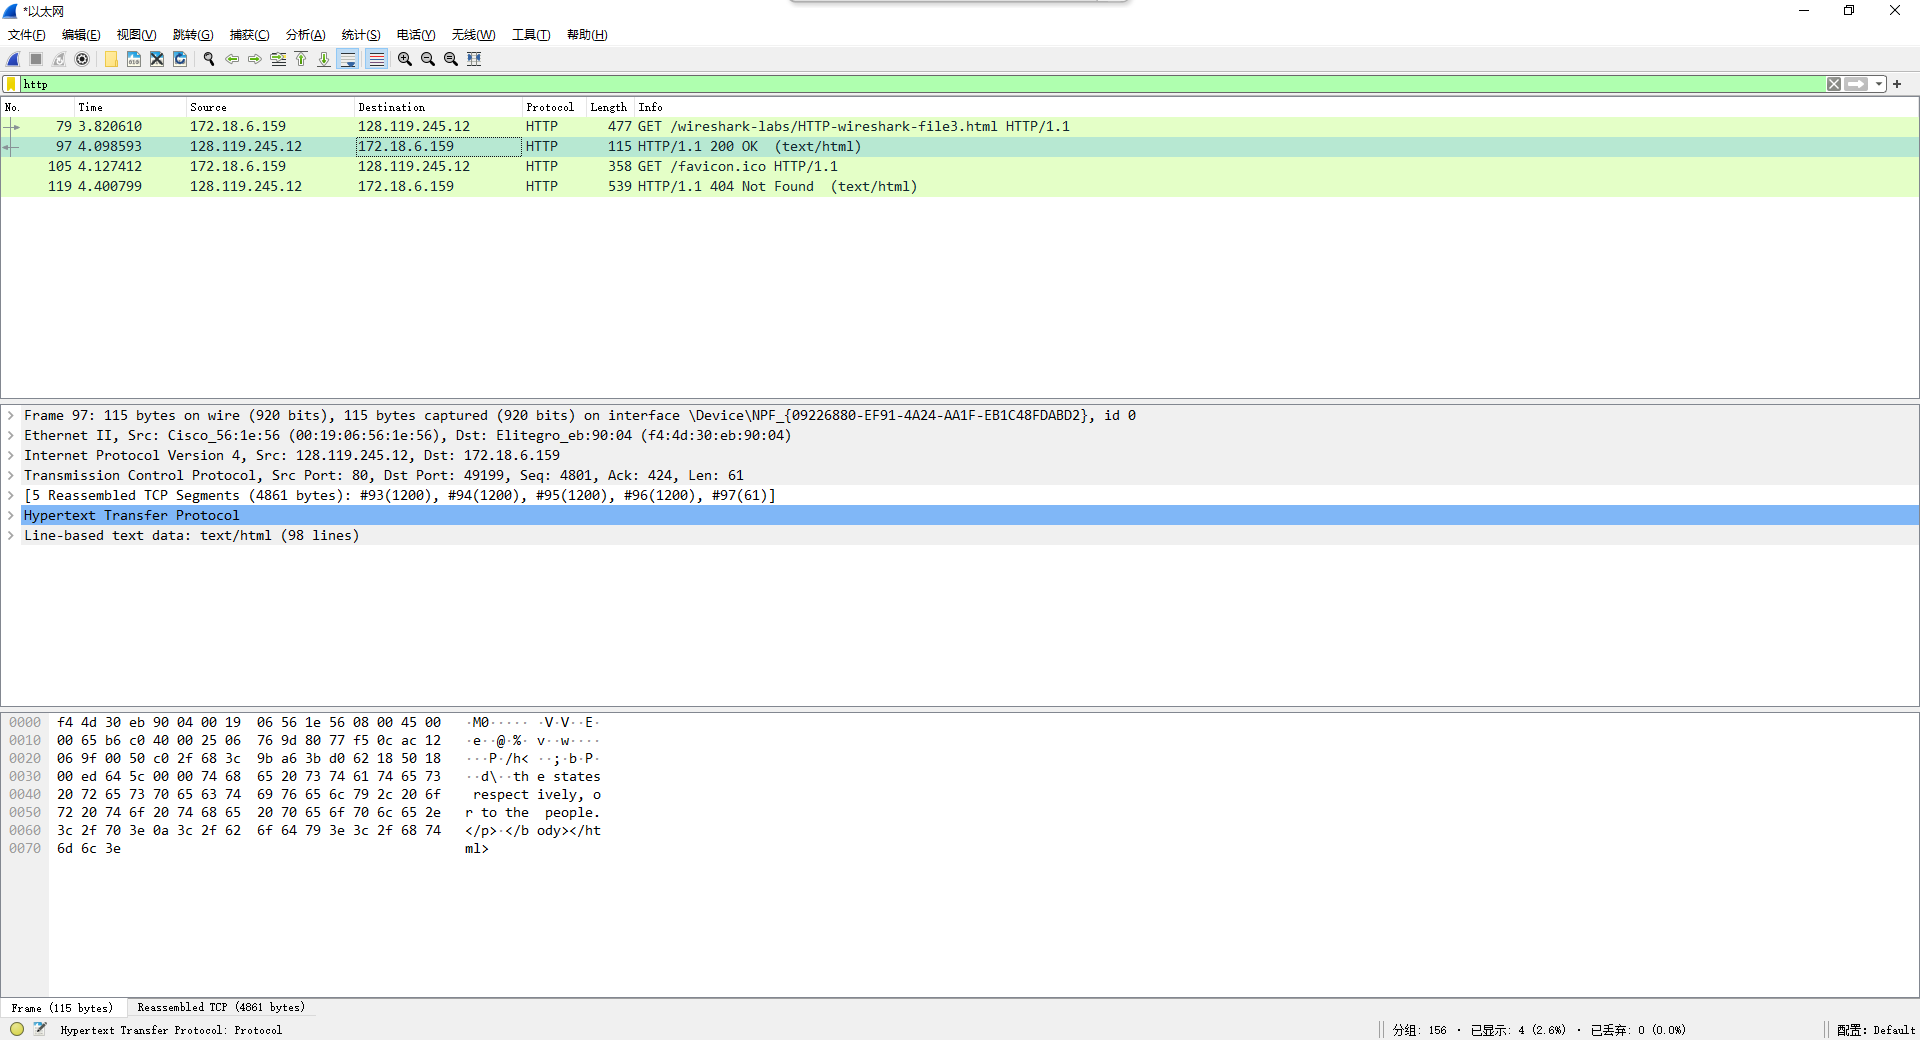 *以太网
文件(F) 编辑(E) 视图(V) 跳转(G) 捕获(C) 分析(A) 统计(S) 电话(Y) 无线(W) 工具(T) 帮助(H)
http
No. Time Source Destination Protocol Length Info
79 3.820610 172.18.6.159 128.119.245.12 HTTP 477 GET /wireshark-labs/HTTP-wireshark-file3.html HTTP/1.1
97 4.098593 128.119.245.12 172.18.6.159 HTTP 115 HTTP/1.1 200 OK (text/html)
105 4.127412 172.18.6.159 128.119.245.12 HTTP 358 GET /favicon.ico HTTP/1.1
119 4.400799 128.119.245.12 172.18.6.159 HTTP 539 HTTP/1.1 404 Not Found (text/html)
Frame 97: 115 bytes on wire (920 bits), 115 bytes captured (920 bits) on interface \Device\NPF_{09226880-EF91-4A24-AA1F-EB1C48FDABD2}, id 0
Ethernet II, Src: Cisco_56:1e:56 (00:19:06:56:1e:56), Dst: Elitegro_eb:90:04 (f4:4d:30:eb:90:04)
Internet Protocol Version 4, Src: 128.119.245.12, Dst: 172.18.6.159
Transmission Control Protocol, Src Port: 80, Dst Port: 49199, Seq: 4801, Ack: 424, Len: 61
[5 Reassembled TCP Segments (4861 bytes): #93(1200), #94(1200), #95(1200), #96(1200), #97(61)]
Hypertext Transfer Protocol
Line-based text data: text/html (98 lines)
0000 f4 4d 30 eb 90 04 00 19 06 56 1e 56 08 00 45 00 ·M0····· ·V·V··E·
0010 00 65 b6 c0 40 00 25 06 76 9d 80 77 f5 0c ac 12 ·e··@·%· v··w····
0020 06 9f 00 50 c0 2f 68 3c 9b a6 3b d0 62 18 50 18 ···P·/h< ··;·b·P·
0030 00 ed 64 5c 00 00 74 68 65 20 73 74 61 74 65 73 ··d\··th e states
0040 20 72 65 73 70 65 63 74 69 76 65 6c 79 2c 20 6f respect ively, o
0050 72 20 74 6f 20 74 68 65 20 70 65 6f 70 6c 65 2e r to the people.
0060 3c 2f 70 3e 0a 3c 2f 62 6f 64 79 3e 3c 2f 68 74 </p>·</b ody></ht
0070 6d 6c 3e ml>
Frame (115 bytes) Reassembled TCP (4861 bytes)
Hypertext Transfer Protocol: Protocol 分组: 156 · 已显示: 4 (2.6%) · 已丢弃: 0 (0.0%) 配置: Default